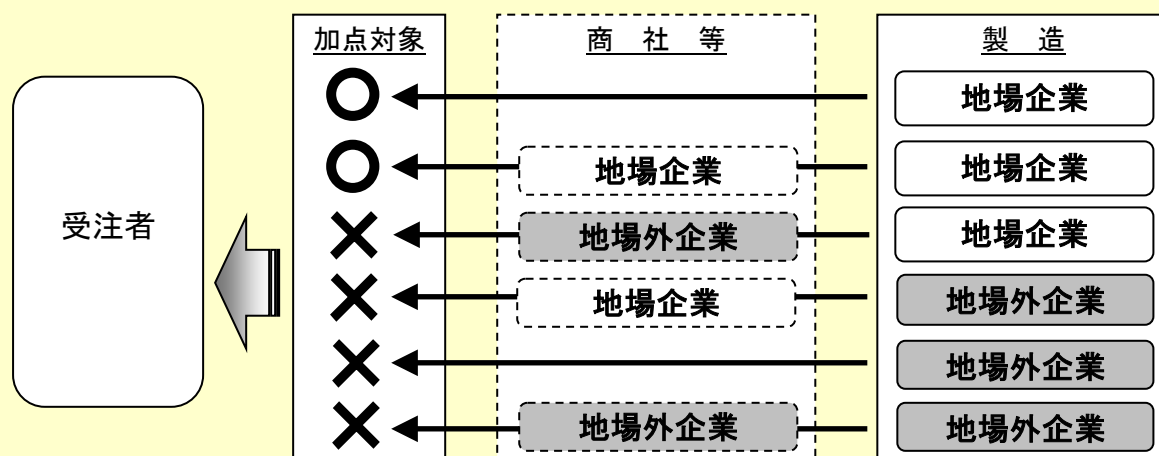 加点対象 商 社 等 製 造
〇 地場企業
〇 地場企業 地場企業
× 地場外企業 地場企業
× 地場企業 地場外企業
× 地場外企業
× 地場外企業 地場外企業
受注者